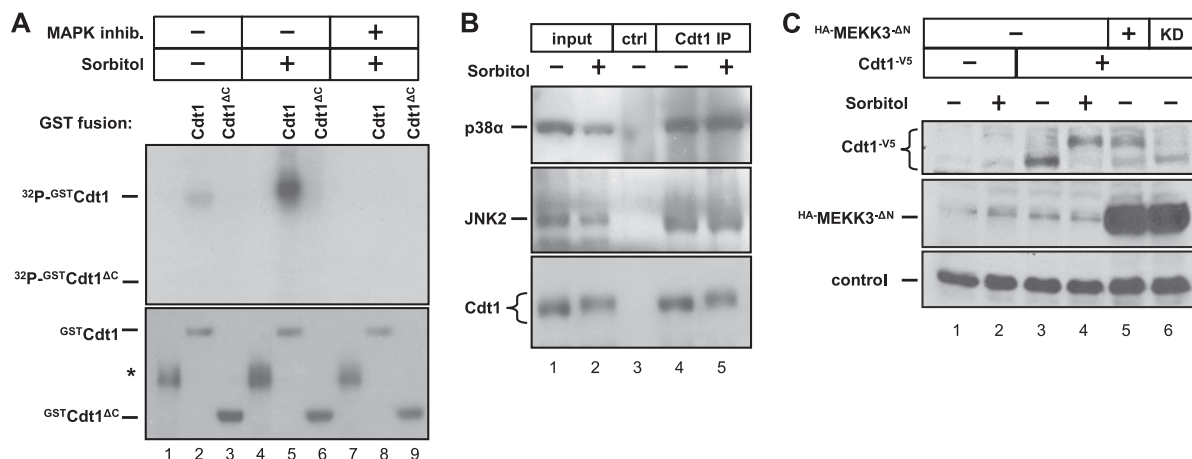 A
MAPK inhib. – – +
Sorbitol – + +
GST fusion: Cdt1 Cdt1ΔC Cdt1 Cdt1ΔC Cdt1 Cdt1ΔC
32P-GSTCdt1
32P-GSTCdt1ΔC
GSTCdt1
*
GSTCdt1ΔC
1 2 3 4 5 6 7 8 9
B
input ctrl Cdt1 IP
Sorbitol – + – – +
p38α
JNK2
Cdt1
1 2 3 4 5
C
HA-MEKK3-ΔN – + KD
Cdt1-V5 – +
Sorbitol – + – + – –
Cdt1-V5
HA-MEKK3-ΔN
control
1 2 3 4 5 6